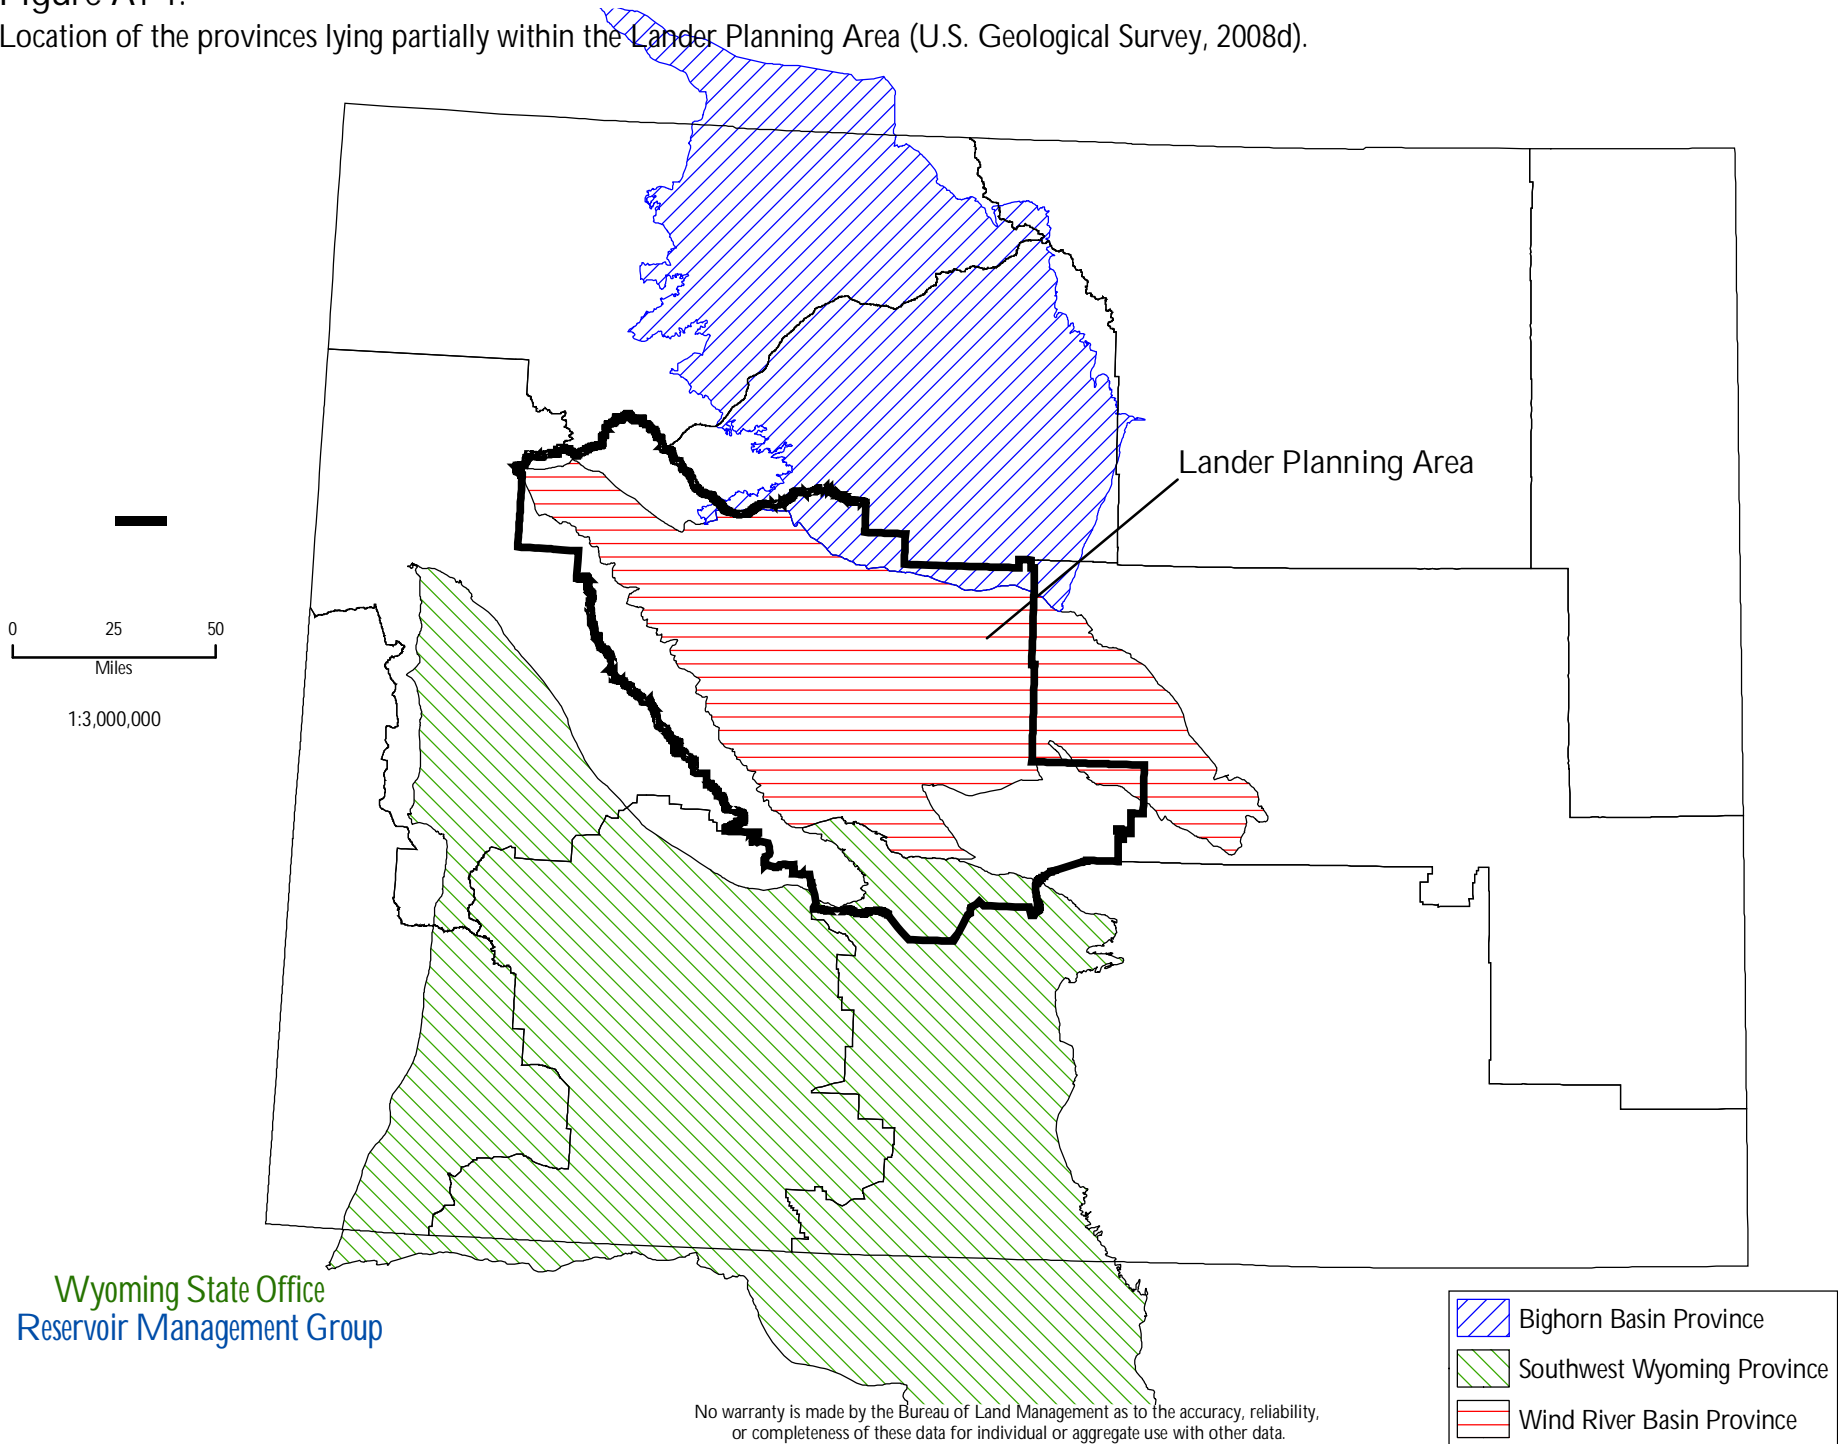 Location of the provinces lying partially within the Lander Planning Area (U.S. Geological Survey, 2008d).
Lander Planning Area
0 25 50
Miles
1:3,000,000
Wyoming State Office
Reservoir Management Group
Bighorn Basin Province
Southwest Wyoming Province
Wind River Basin Province
No warranty is made by the Bureau of Land Management as to the accuracy, reliability,
or completeness of these data for individual or aggregate use with other data.